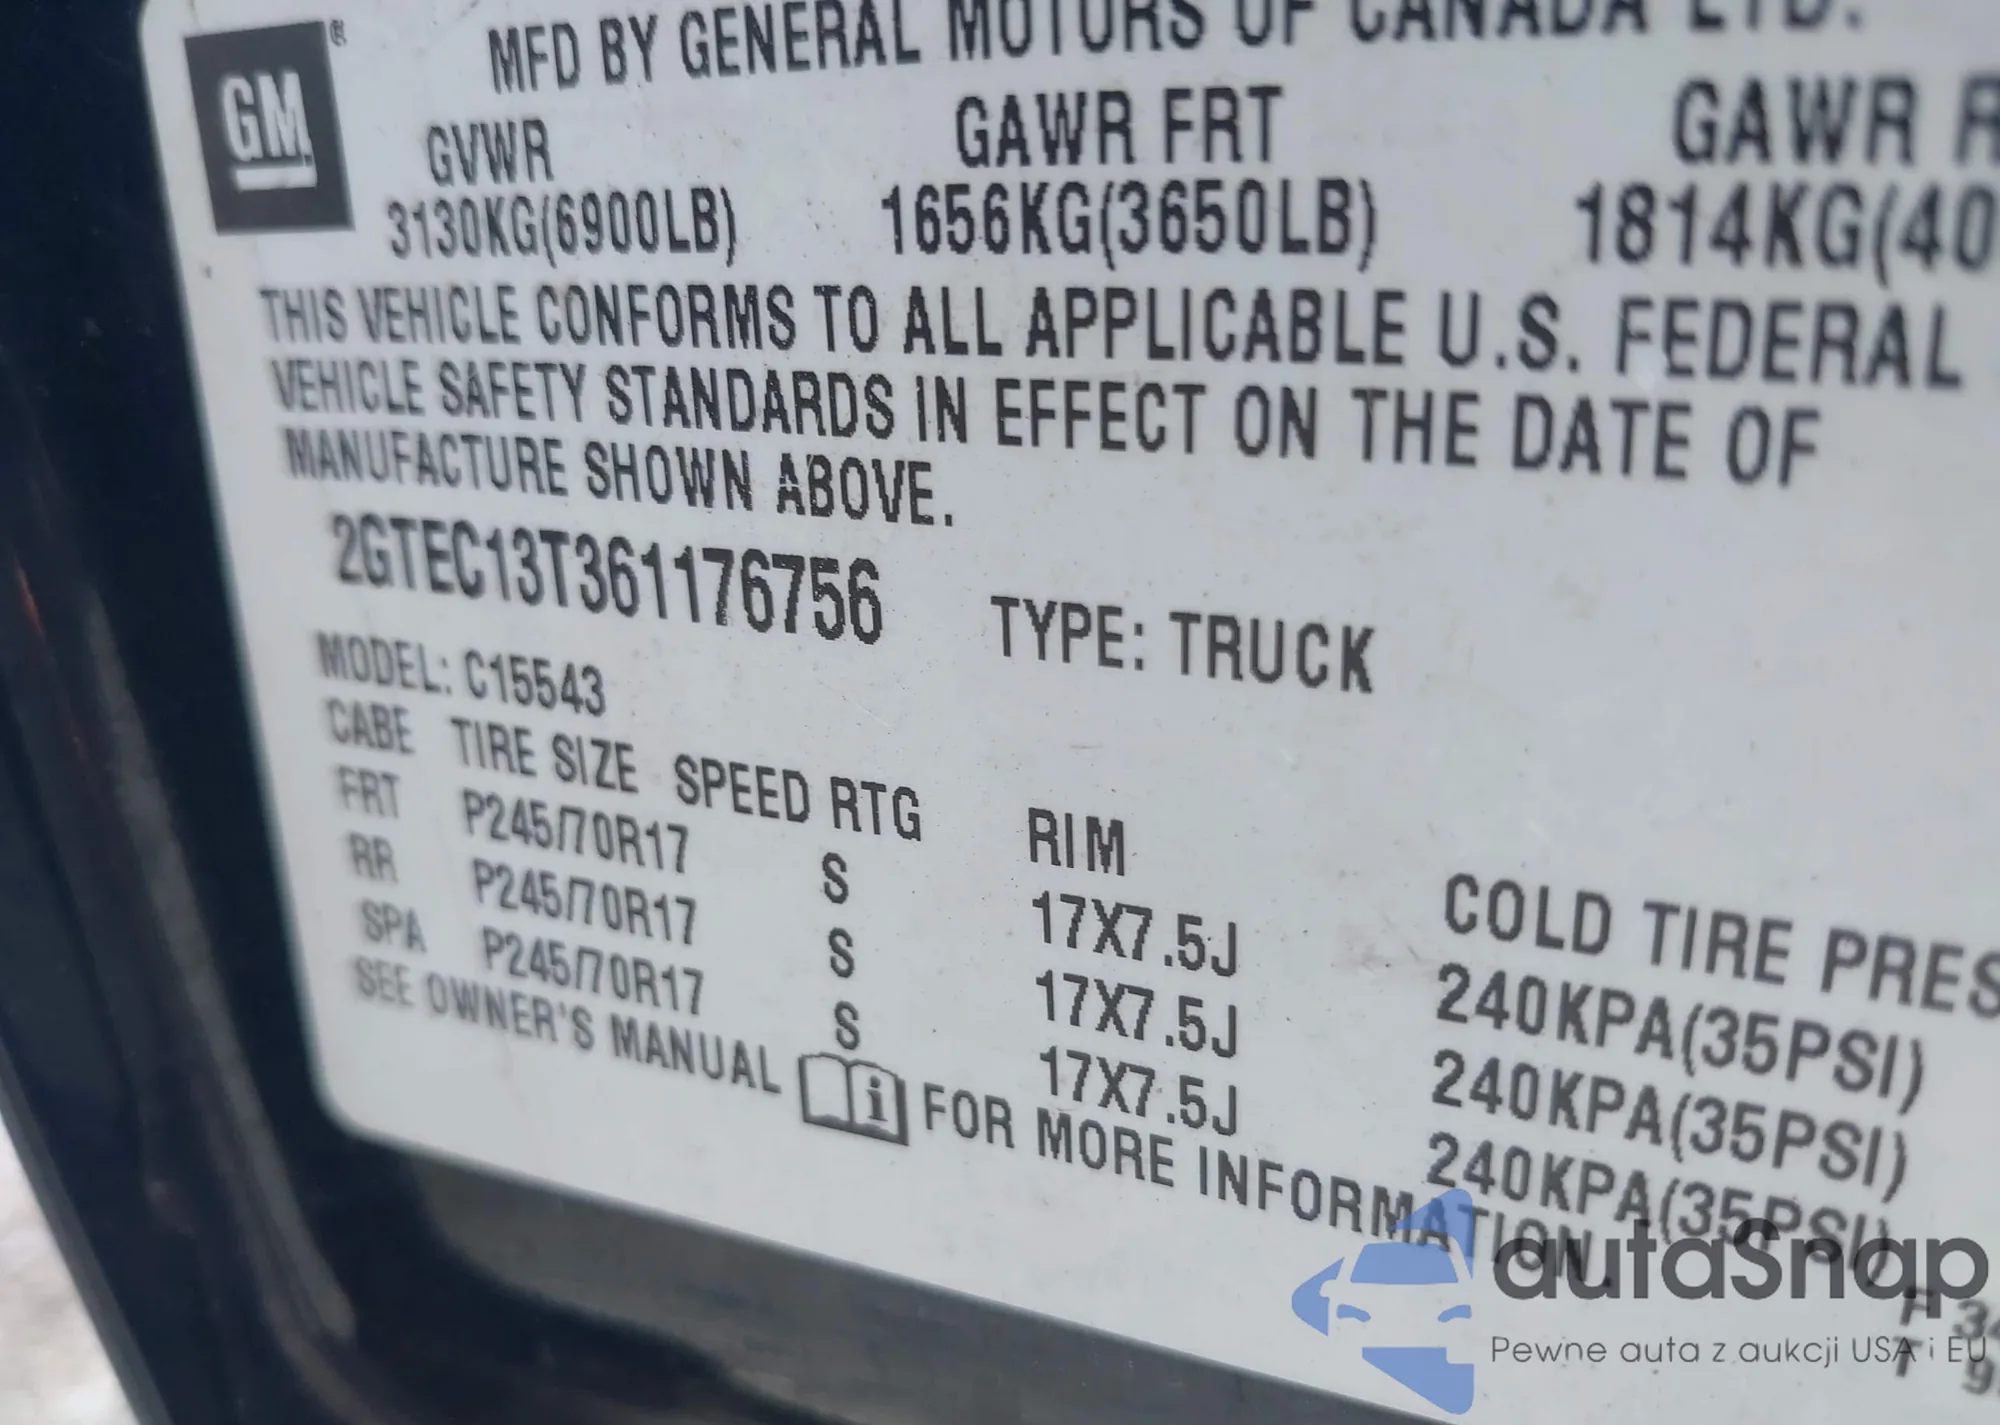 GM ®
MFD BY GENERAL MOTORS OF CANADA LTD.
GVWR GAWR FRT GAWR
3130KG(6900LB) 1656KG(3650LB) 1814KG(40
THIS VEHICLE CONFORMS TO ALL APPLICABLE U.S. FEDERAL
VEHICLE SAFETY STANDARDS IN EFFECT ON THE DATE OF
MANUFACTURE SHOWN ABOVE.
2GTEC13T361176756 TYPE: TRUCK
MODEL: C15543
CABE TIRE SIZE SPEED RTG RIM COLD TIRE PRES
FRT P245/70R17 S 17X7.5J 240KPA(35PSI)
RR P245/70R17 S 17X7.5J 240KPA(35PSI)
SPA P245/70R17 S 17X7.5J 240KPA(35PSI)
SEE OWNER'S MANUAL i FOR MORE INFORMATION.
autoSnap
Pewne auta z aukcji USA i EU